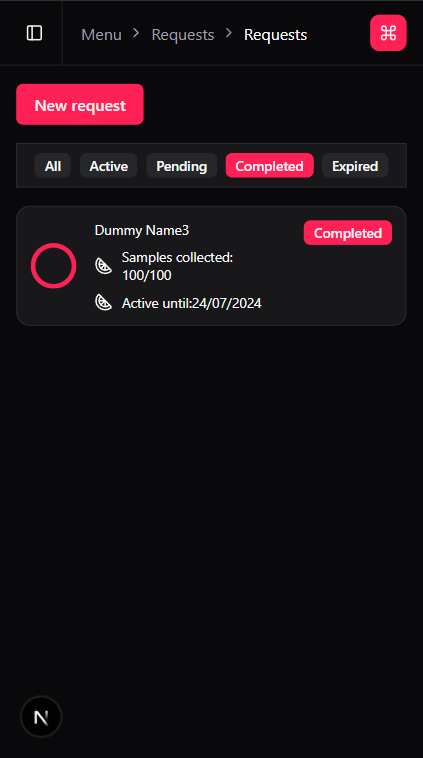 Menu > Requests > Requests
New request
All Active Pending Completed Expired
Dummy Name3
Completed
Samples collected:
100/100
Active until:24/07/2024
N